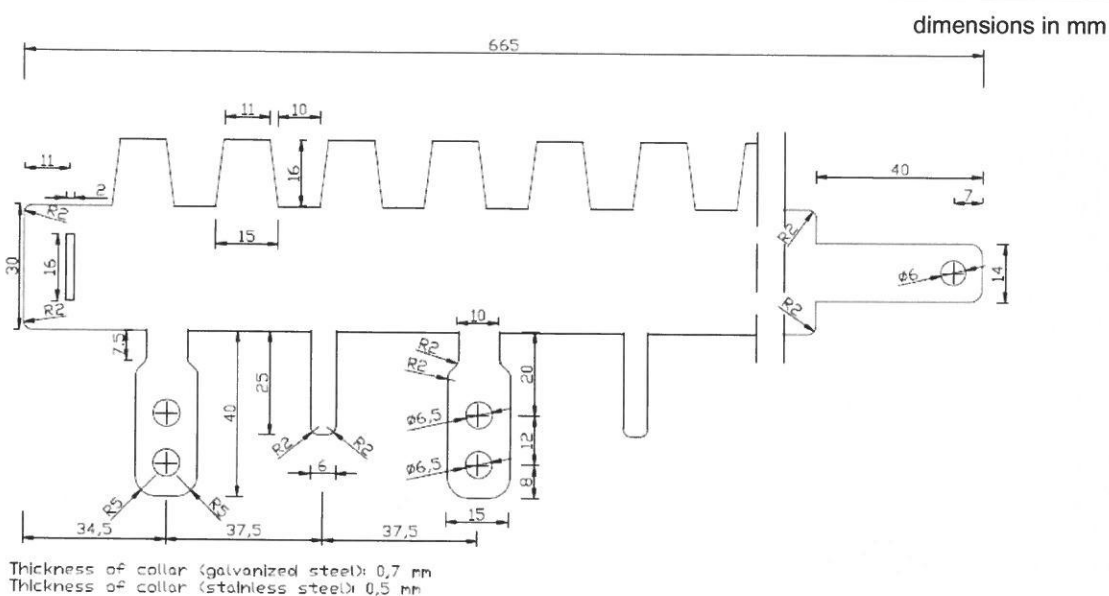 dimensions in mm
665
11 10
11
16
40
2
7
R2
R2
15
30
16
ø6
14
R2
R2
10
7.5
R2
R2
20
25
40
ø6,5
12
R2 R2
ø6,5
6
8
R5 R5
15
34,5 37,5 37,5
Thickness of collar (galvanized steel): 0,7 mm
Thickness of collar (stainless steel): 0,5 mm